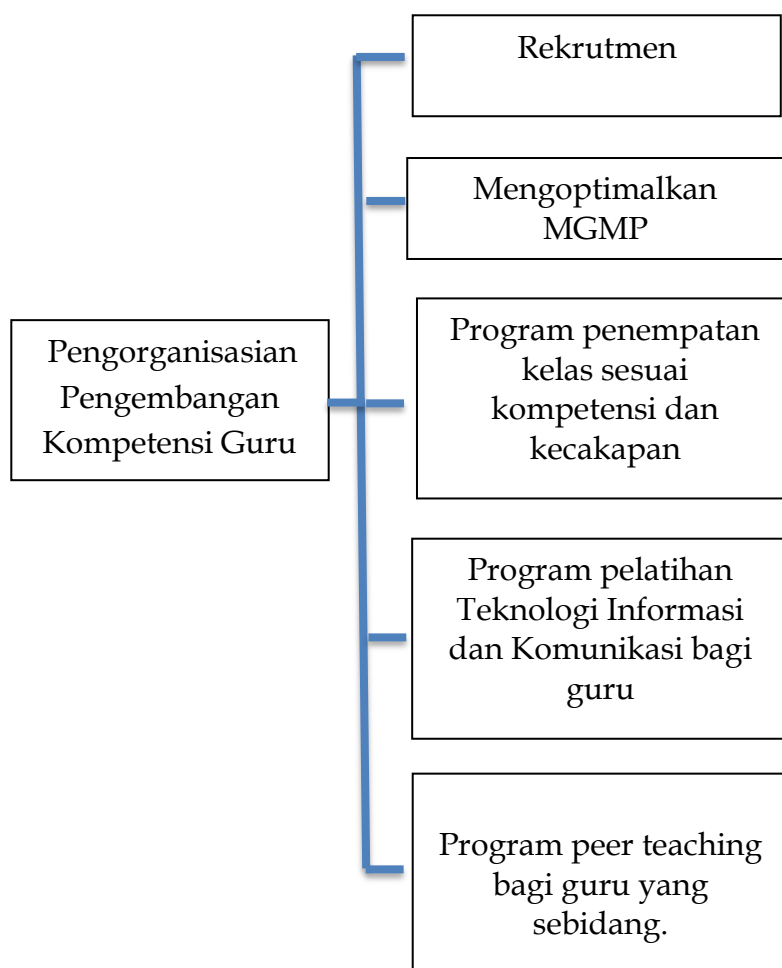 Rekrutmen
Mengoptimalkan
MGMP
Pengorganisasian
Pengembangan
Kompetensi Guru
Program penempatan
kelas sesuai
kompetensi dan
kecakapan
Program pelatihan
Teknologi Informasi
dan Komunikasi bagi
guru
Program peer teaching
bagi guru yang
sebidang.